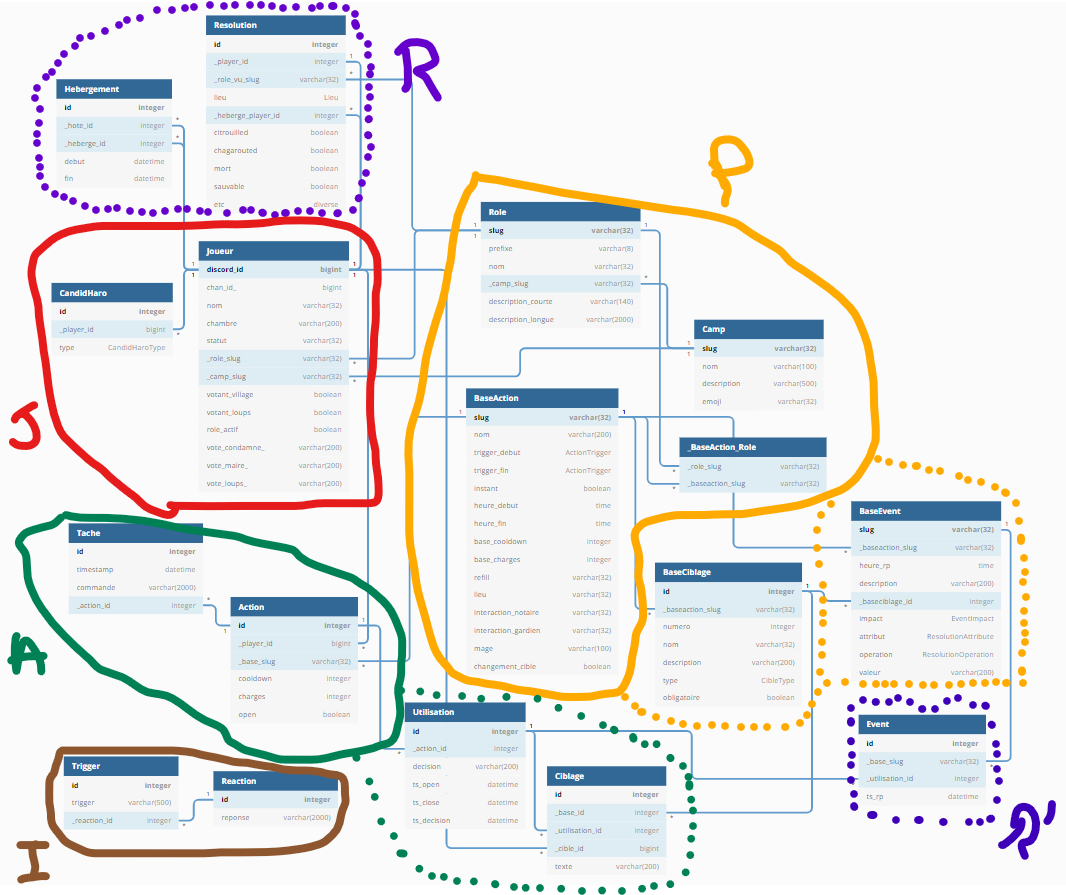 Resolution
id integer
_player_id integer
_role_vu_slug varchar(32)
lieu Lieu
_heberge_player_id integer
citrouilled boolean
chagarouted boolean
mort boolean
sauvable boolean
etc diverse
R
Hebergement
id integer
_hote_id integer
_heberge_id integer
debut datetime
fin datetime
P
Role
slug varchar(32)
prefixe varchar(8)
nom varchar(32)
_camp_slug varchar(32)
description_courte varchar(140)
description_longue varchar(2000)
Joueur
discord_id bigint
chan_id_ bigint
nom varchar(32)
chambre varchar(200)
statut varchar(32)
_role_slug varchar(32)
_camp_slug varchar(32)
votant_village boolean
votant_loups boolean
role_actif boolean
vote_condamne_ varchar(200)
vote_maire_ varchar(200)
vote_loups_ varchar(200)
CandidHaro
id integer
_player_id bigint
type CandidHaroType
J
Camp
slug varchar(32)
nom varchar(100)
description varchar(500)
emoji varchar(32)
BaseAction
slug varchar(32)
nom varchar(200)
trigger_debut ActionTrigger
trigger_fin ActionTrigger
instant boolean
heure_debut time
heure_fin time
base_cooldown integer
base_charges integer
refill varchar(32)
lieu varchar(32)
interaction_notaire varchar(32)
interaction_gardien varchar(32)
mage varchar(100)
changement_cible boolean
_BaseAction_Role
_role_slug varchar(32)
_baseaction_slug varchar(32)
BaseEvent
slug varchar(32)
_baseaction_slug varchar(32)
heure_rp time
description varchar(200)
_baseciblage_id integer
impact EventImpact
attribut ResolutionAttribute
operation ResolutionOperation
valeur varchar(200)
Tache
id integer
timestamp datetime
commande varchar(2000)
_action_id integer
A
Action
id integer
_player_id bigint
_base_slug varchar(32)
cooldown integer
charges integer
open boolean
BaseCiblage
id integer
_baseaction_slug varchar(32)
numero integer
nom varchar(32)
description varchar(200)
type CibleType
obligatoire boolean
Utilisation
id integer
_action_id integer
decision varchar(200)
ts_open datetime
ts_close datetime
ts_decision datetime
Event
id integer
_base_slug varchar(32)
_utilisation_id integer
ts_rp datetime
R'
Trigger
id integer
trigger varchar(500)
_reaction_id integer
Reaction
id integer
reponse varchar(2000)
I
Ciblage
id integer
_base_id integer
_utilisation_id integer
_cible_id bigint
texte varchar(200)